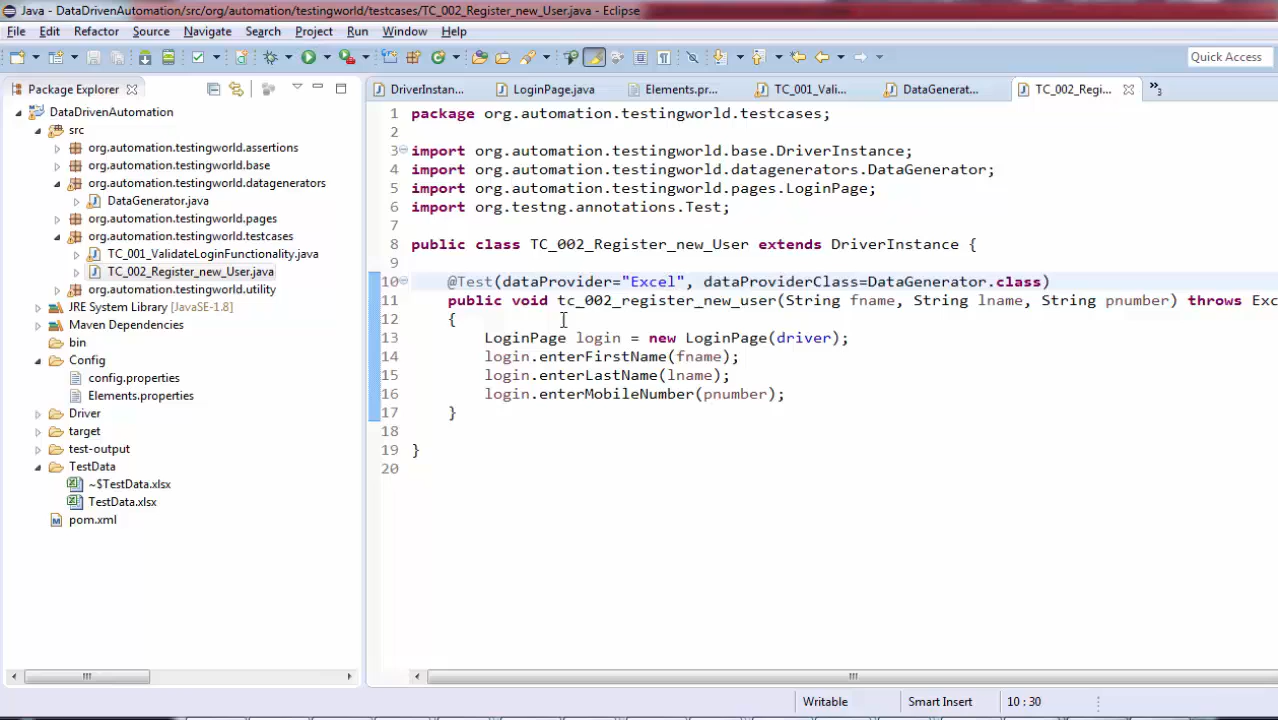 Java - DataDrivenAutomation/src/org/automation/testingworld/testcases/TC_002_Register_new_User.java - Eclipse
File Edit Refactor Source Navigate Search Project Run Window Help
Quick Access
Package Explorer
DriverInstan... LoginPage.java Elements.pr... TC_001_Vali... DataGenerat... TC_002_Regi... »3
DataDrivenAutomation
src
org.automation.testingworld.assertions
org.automation.testingworld.base
org.automation.testingworld.datagenerators
DataGenerator.java
org.automation.testingworld.pages
org.automation.testingworld.testcases
TC_001_ValidateLoginFunctionality.java
TC_002_Register_new_User.java
org.automation.testingworld.utility
JRE System Library [JavaSE-1.8]
Maven Dependencies
bin
Config
config.properties
Elements.properties
Driver
target
test-output
TestData
~$TestData.xlsx
TestData.xlsx
pom.xml
1 package org.automation.testingworld.testcases;
2
3 import org.automation.testingworld.base.DriverInstance;
4 import org.automation.testingworld.datagenerators.DataGenerator;
5 import org.automation.testingworld.pages.LoginPage;
6 import org.testng.annotations.Test;
7
8 public class TC_002_Register_new_User extends DriverInstance {
9
10 @Test(dataProvider="Excel", dataProviderClass=DataGenerator.class)
11 public void tc_002_register_new_user(String fname, String lname, String pnumber) throws Exc
12 {
13 LoginPage login = new LoginPage(driver);
14 login.enterFirstName(fname);
15 login.enterLastName(lname);
16 login.enterMobileNumber(pnumber);
17 }
18
19 }
20
Writable Smart Insert 10 : 30